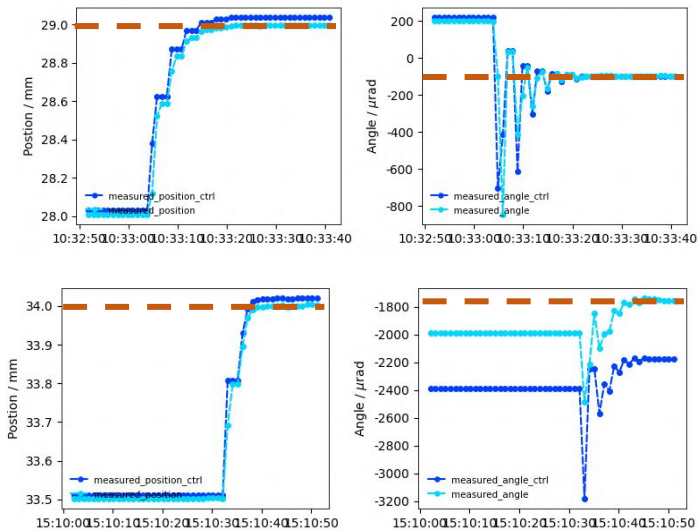 Postion / mm
29.0
28.8
28.6
28.4
28.2
28.0
measured_position_ctrl
measured_position
10:32:50 10:33:00 10:33:10 10:33:20 10:33:30 10:33:40
Angle / μrad
200
0
-200
-400
-600
-800
measured_angle_ctrl
measured_angle
10:32:50 10:33:00 10:33:10 10:33:20 10:33:30 10:33:40
Position / mm
34.0
33.9
33.8
33.7
33.6
33.5
measured_position_ctrl
measured_position
15:10:00 15:10:10 15:10:20 15:10:30 15:10:40 15:10:50
Angle / μrad
-1800
-2000
-2200
-2400
-2600
-2800
-3000
-3200
measured_angle_ctrl
measured_angle
15:10:00 15:10:10 15:10:20 15:10:30 15:10:40 15:10:50